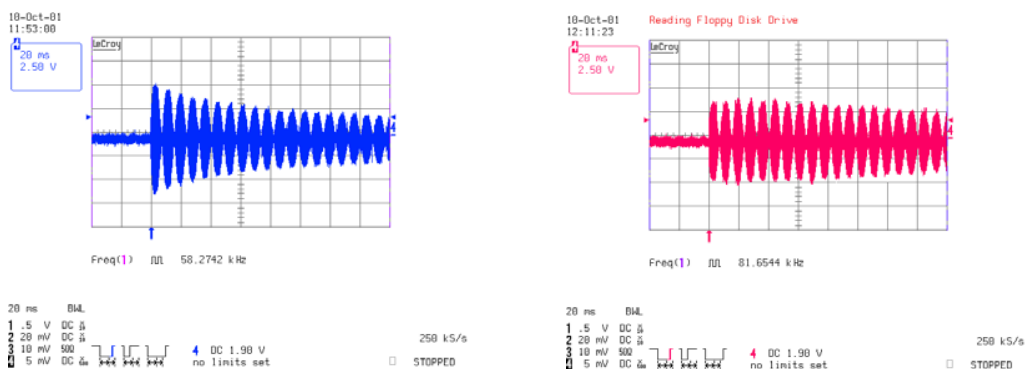 10-Oct-01
11:53:00
4
20 ms
2.50 V
LeCroy
4
Freq(1) 58.2742 kHz
20 ms BWL
1 .5 V DC
2 20 mV DC
3 10 mV 50Ω
4 5 mV DC
4 DC 1.90 V
no limits set
250 kS/s
STOPPED
10-Oct-01 Reading Floppy Disk Drive
12:11:23
4
20 ms
2.50 V
LeCroy
4
Freq(1) 81.6544 kHz
20 ms BWL
1 .5 V DC
2 20 mV DC
3 10 mV 50Ω
4 5 mV DC
4 DC 1.90 V
no limits set
250 kS/s
STOPPED